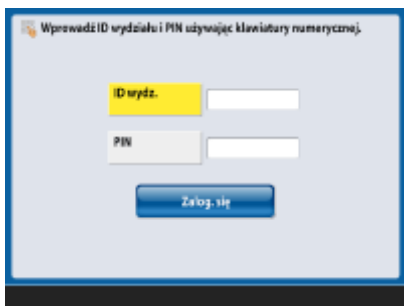 Wprowadź ID wydziału i PIN używając klawiatury numerycznej.
ID wydz.
PIN
Zalog. się